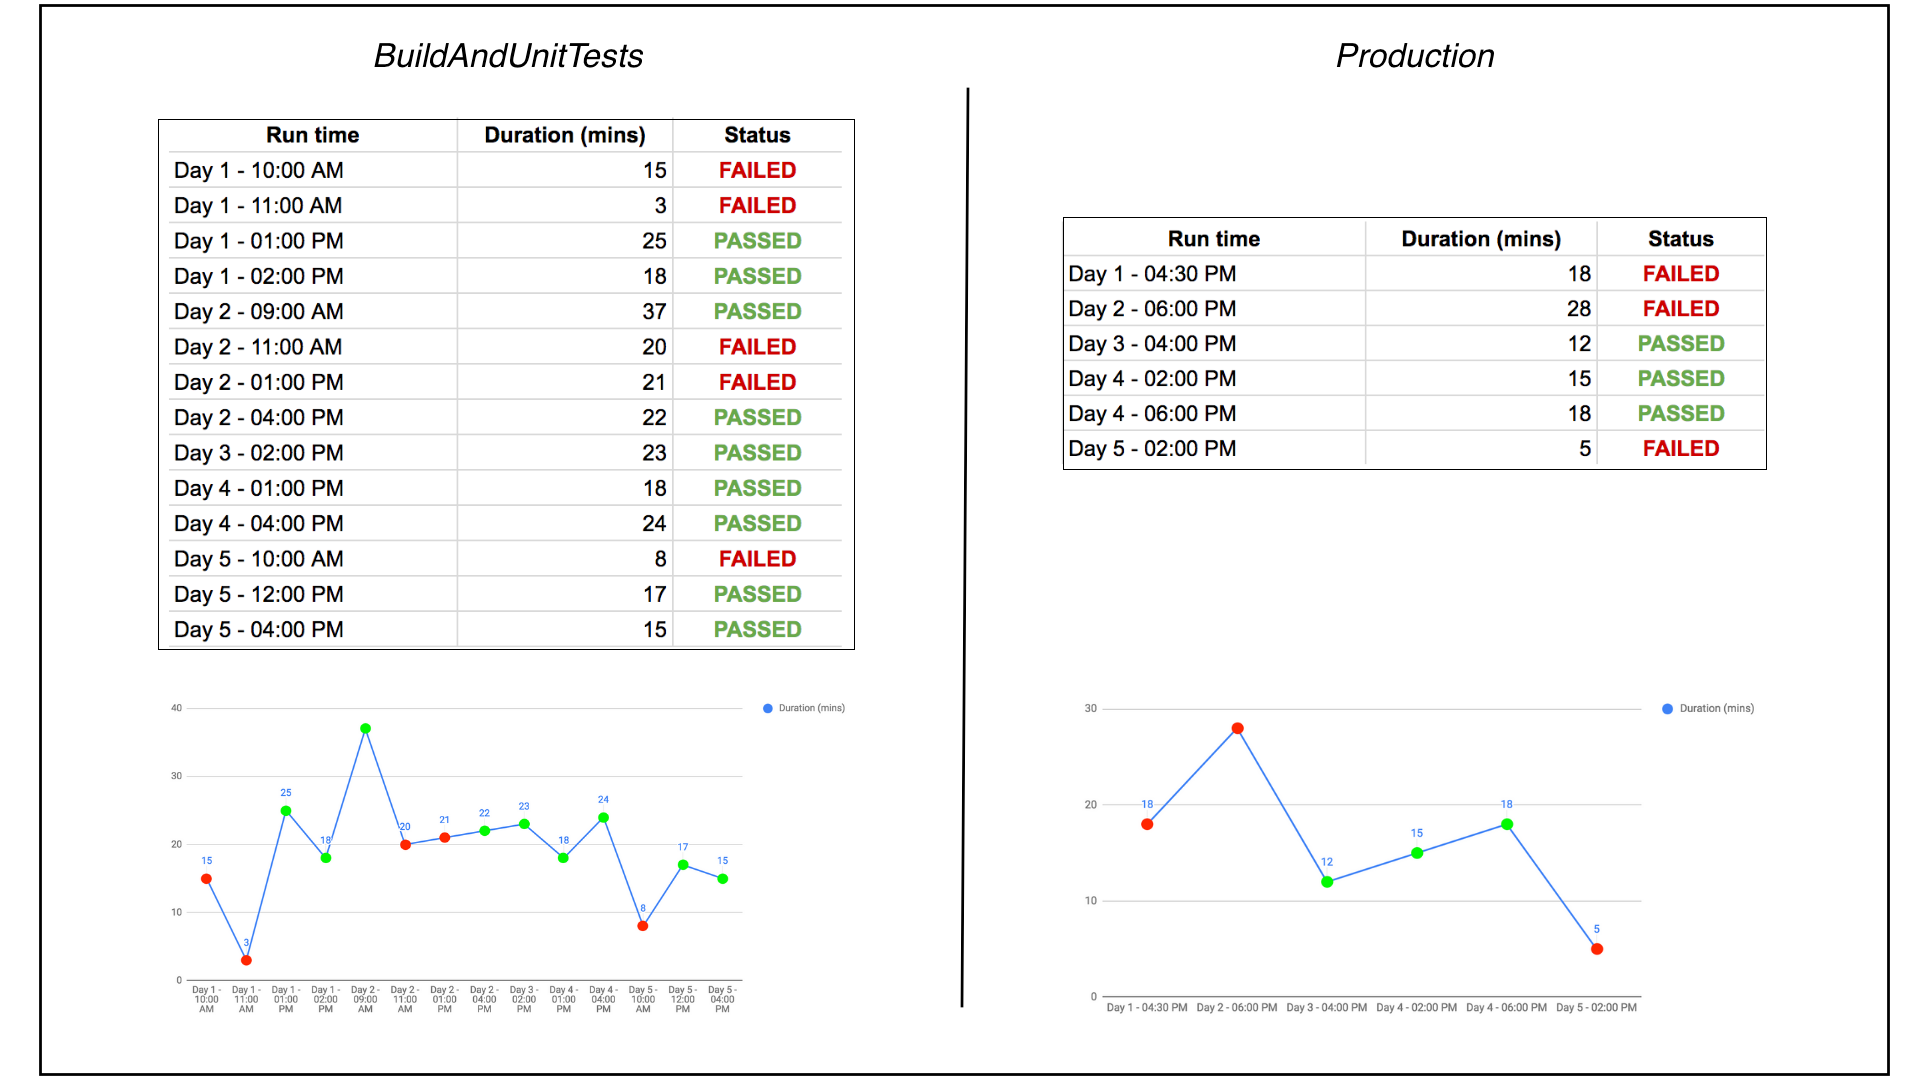 BuildAndUnitTests
Run time Duration (mins) Status
Day 1 - 10:00 AM 15 FAILED
Day 1 - 11:00 AM 3 FAILED
Day 1 - 01:00 PM 25 PASSED
Day 1 - 02:00 PM 18 PASSED
Day 2 - 09:00 AM 37 PASSED
Day 2 - 11:00 AM 20 FAILED
Day 2 - 01:00 PM 21 FAILED
Day 2 - 04:00 PM 22 PASSED
Day 3 - 02:00 PM 23 PASSED
Day 4 - 01:00 PM 18 PASSED
Day 4 - 04:00 PM 24 PASSED
Day 5 - 10:00 AM 8 FAILED
Day 5 - 12:00 PM 17 PASSED
Day 5 - 04:00 PM 15 PASSED
Duration (mins)
40
30
20
10
0
15 3 25 18 20 21 22 23 18 24 8 17 15
Day 1 - Day 1 - Day 1 - Day 1 - Day 2 - Day 2 - Day 2 - Day 2 - Day 3 - Day 4 - Day 4 - Day 5 - Day 5 - Day 5 -
10:00 11:00 01:00 02:00 09:00 11:00 01:00 04:00 02:00 01:00 04:00 10:00 12:00 04:00
AM AM PM PM AM AM PM PM PM PM PM AM PM PM
Production
Run time Duration (mins) Status
Day 1 - 04:30 PM 18 FAILED
Day 2 - 06:00 PM 28 FAILED
Day 3 - 04:00 PM 12 PASSED
Day 4 - 02:00 PM 15 PASSED
Day 4 - 06:00 PM 18 PASSED
Day 5 - 02:00 PM 5 FAILED
Duration (mins)
30
20
10
0
18 12 15 18 5
Day 1 - 04:30 PM Day 2 - 06:00 PM Day 3 - 04:00 PM Day 4 - 02:00 PM Day 4 - 06:00 PM Day 5 - 02:00 PM